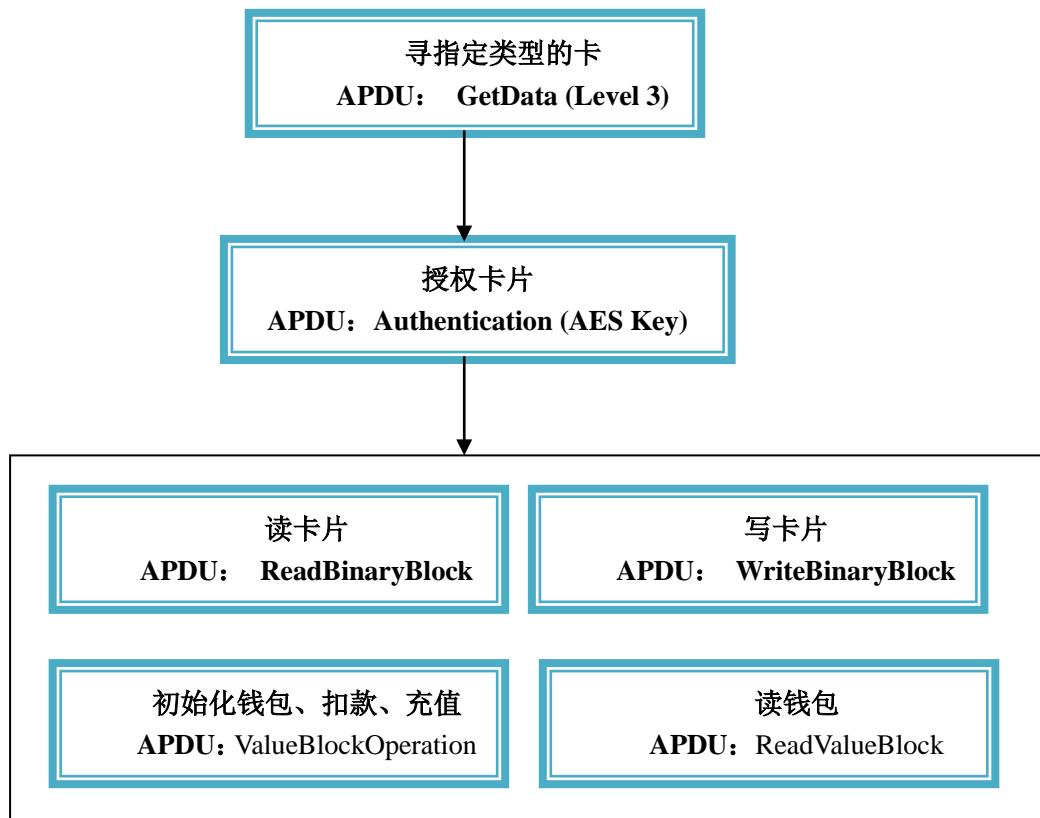 寻指定类型的卡
APDU： GetData (Level 3)
授权卡片
APDU：Authentication (AES Key)
读卡片
APDU： ReadBinaryBlock
写卡片
APDU： WriteBinaryBlock
初始化钱包、扣款、充值
APDU：ValueBlockOperation
读钱包
APDU：ReadValueBlock